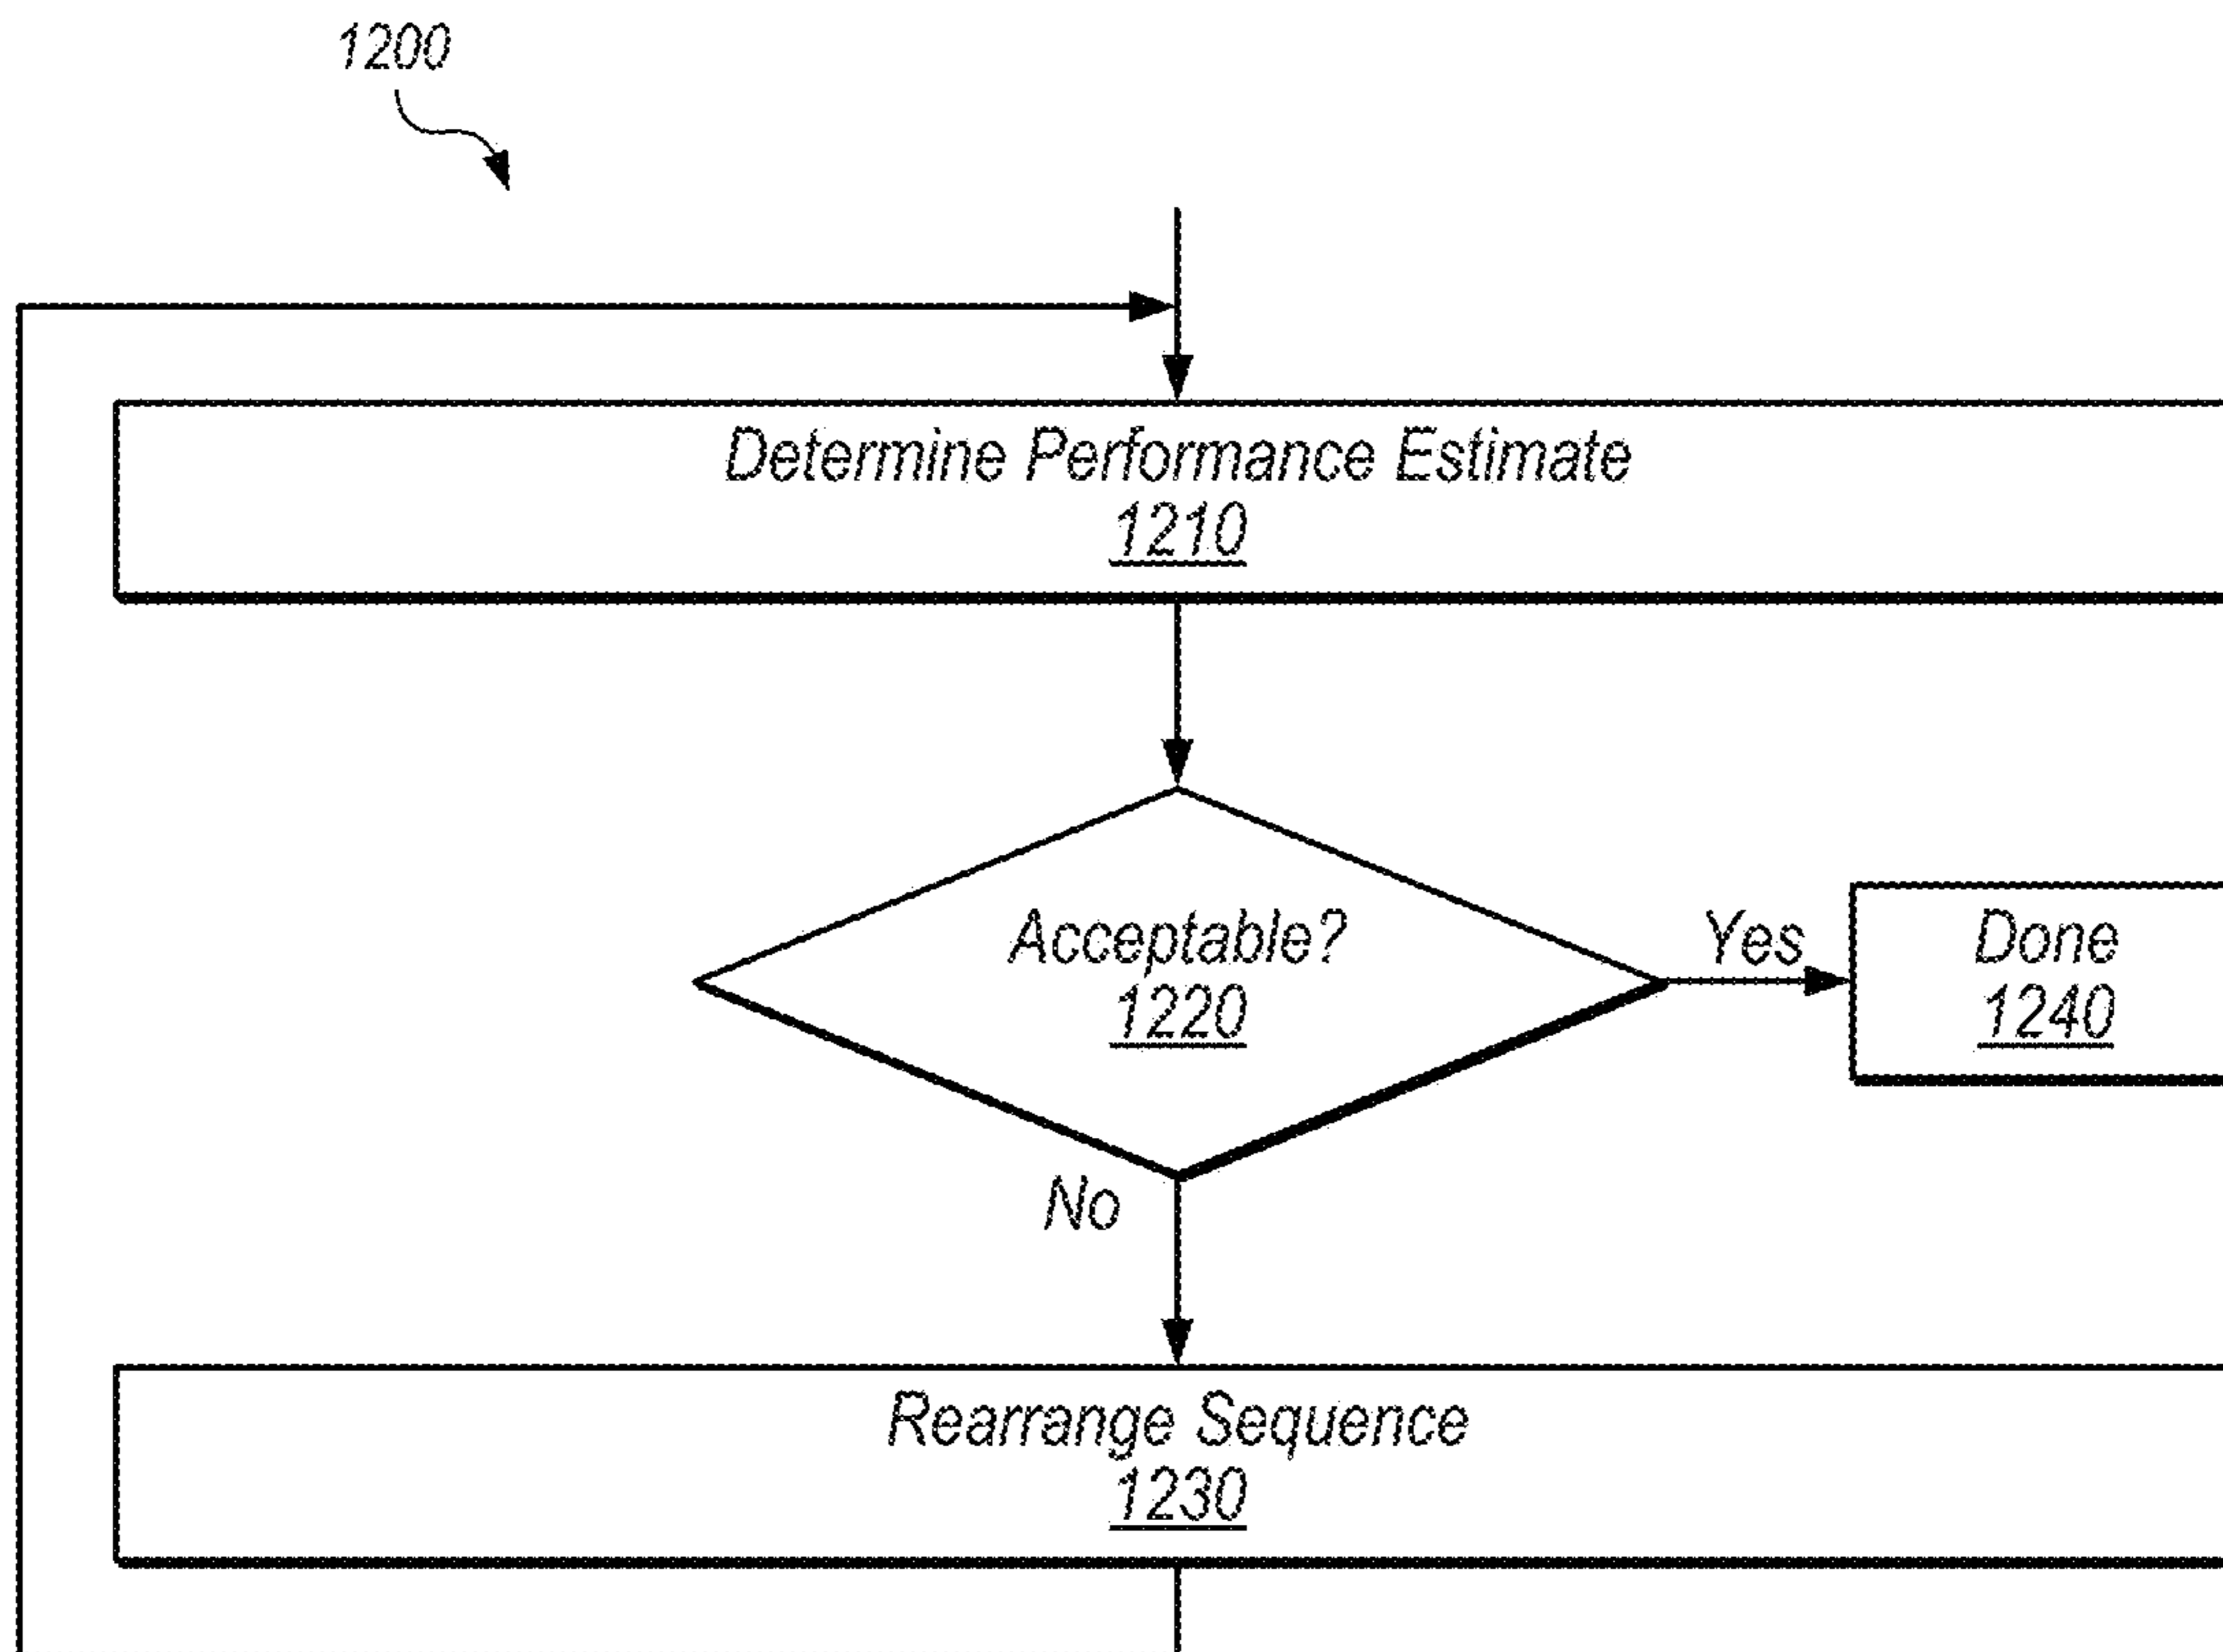 1200
Determine Performance Estimate
1210
Acceptable?
1220
Yes
Done
1240
No
Rearrange Sequence
1230